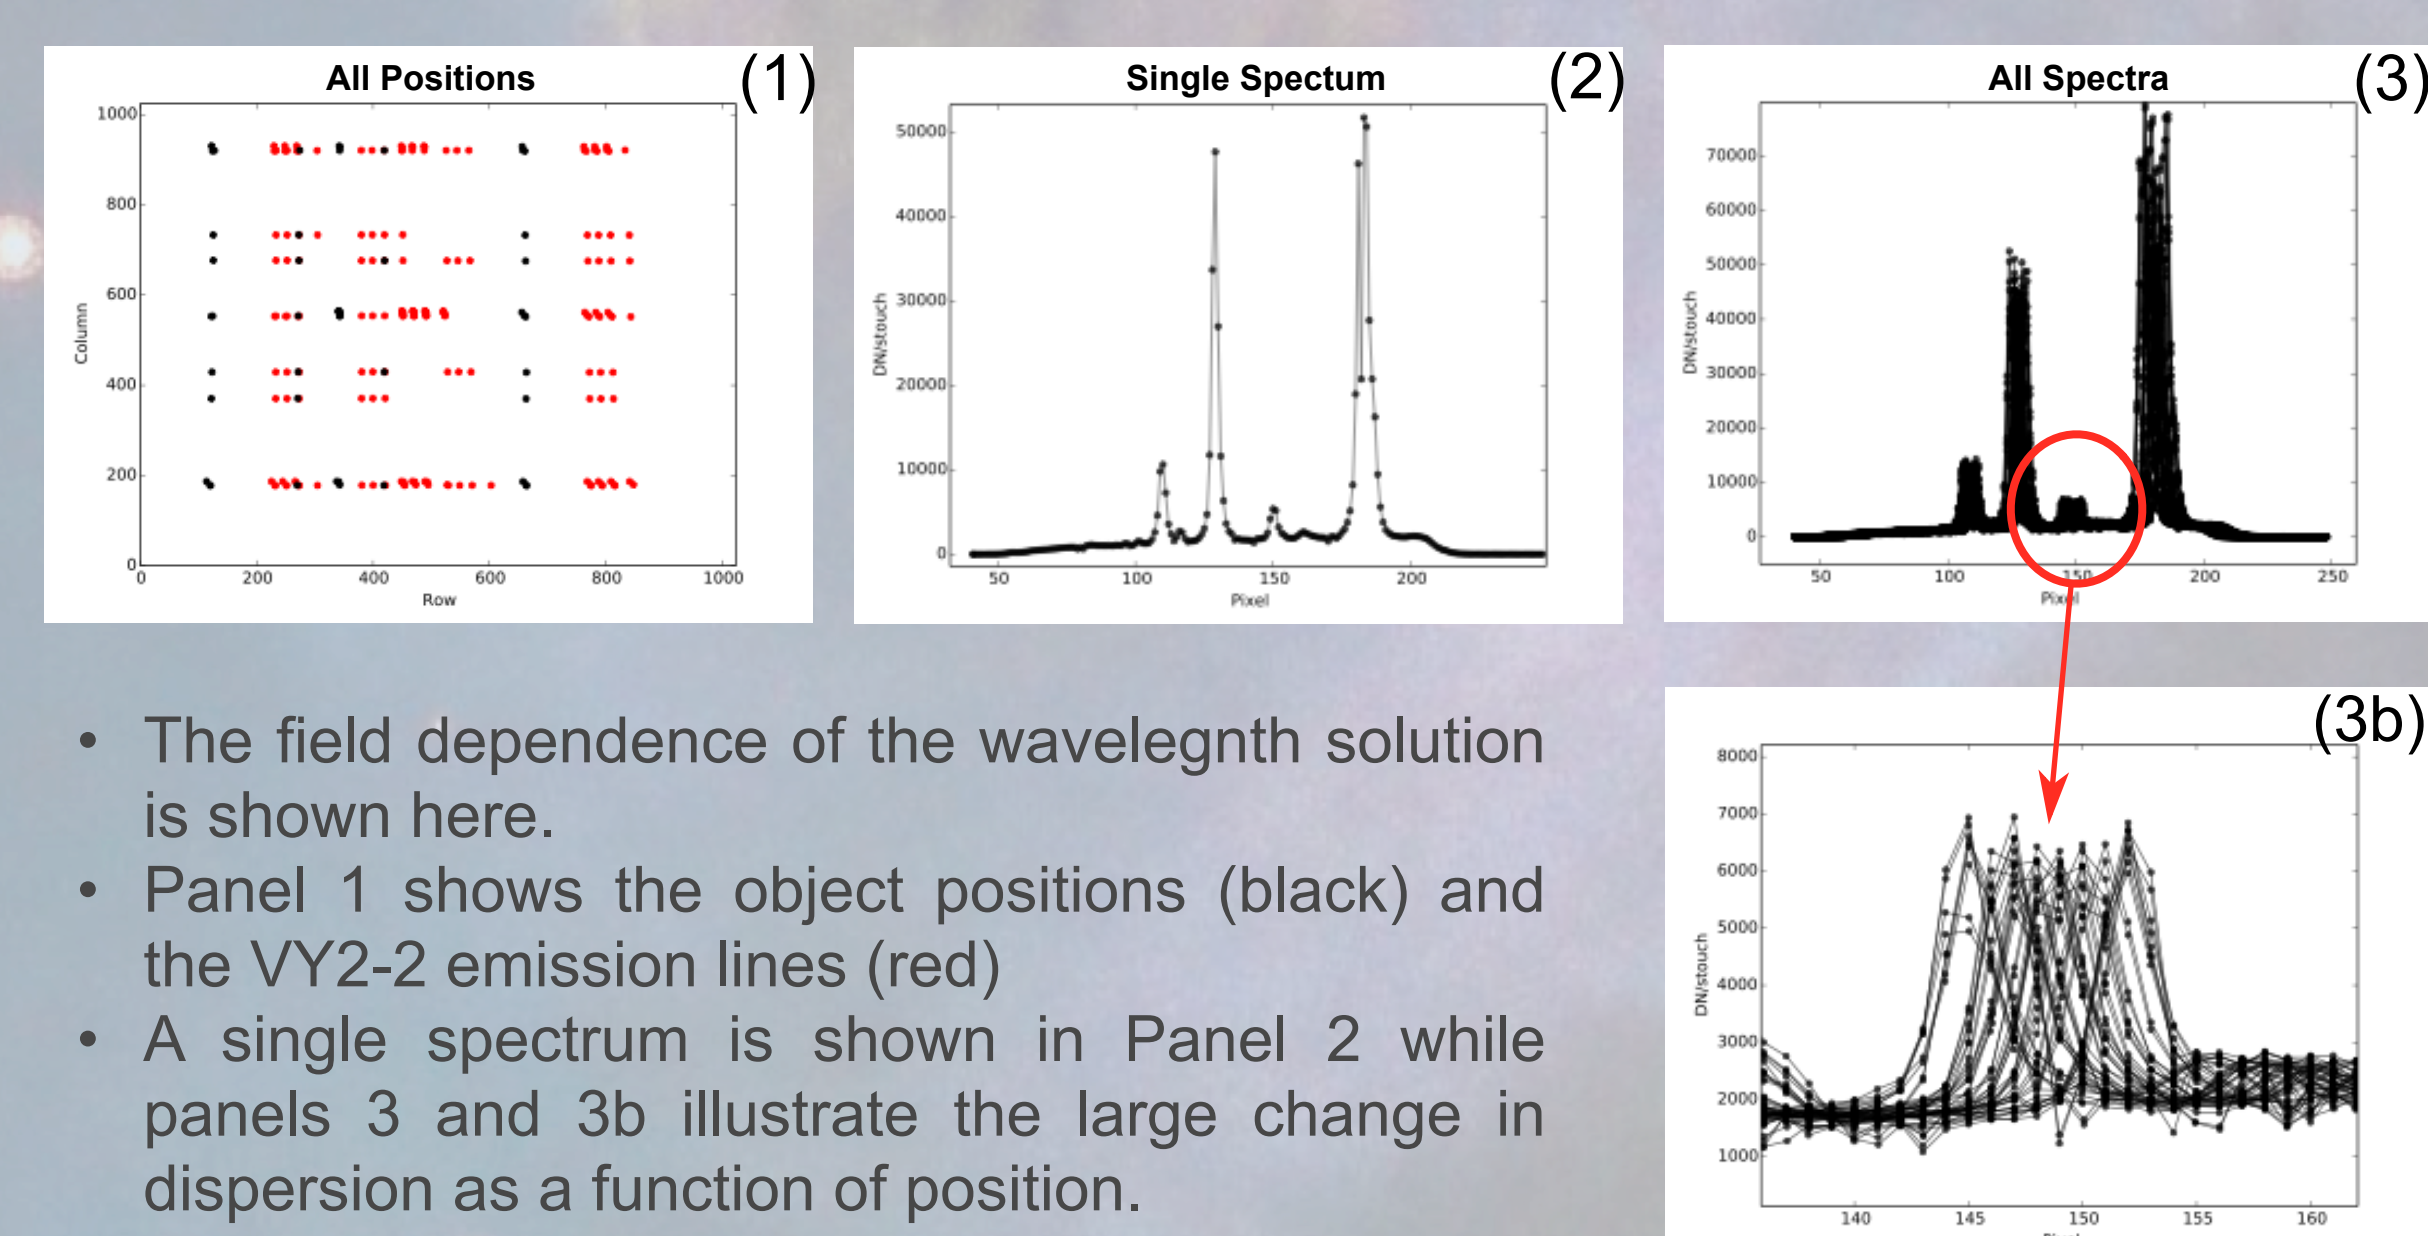 All Positions
(1)
1000
800
600
400
200
0
Column
0 200 400 600 800 1000
Row
Single Spectum
(2)
50000
40000
30000
20000
10000
0
DN/stouch
50 100 150 200
Pixel
All Spectra
(3)
70000
60000
50000
40000
30000
20000
10000
0
DN/stouch
50 100 150 200 250
Pixel
• The field dependence of the wavelegnth solution
is shown here.
• Panel 1 shows the object positions (black) and
the VY2-2 emission lines (red)
• A single spectrum is shown in Panel 2 while
panels 3 and 3b illustrate the large change in
dispersion as a function of position.
(3b)
8000
7000
6000
5000
4000
3000
2000
1000
DN/stouch
140 145 150 155 160
Pixel